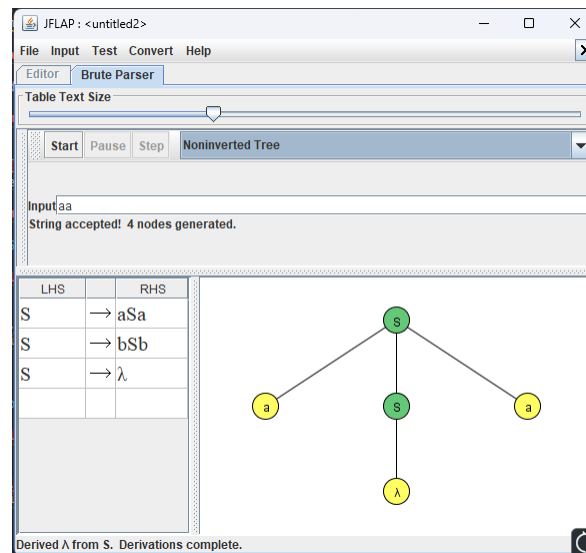 JFLAP : <untitled2>
File Input Test Convert Help
Editor Brute Parser
Table Text Size
Start Pause Step Noninverted Tree
Input aa
String accepted! 4 nodes generated.
LHS RHS
S → aSa
S → bSb
S → λ
S
a S a
λ
Derived λ from S. Derivations complete.